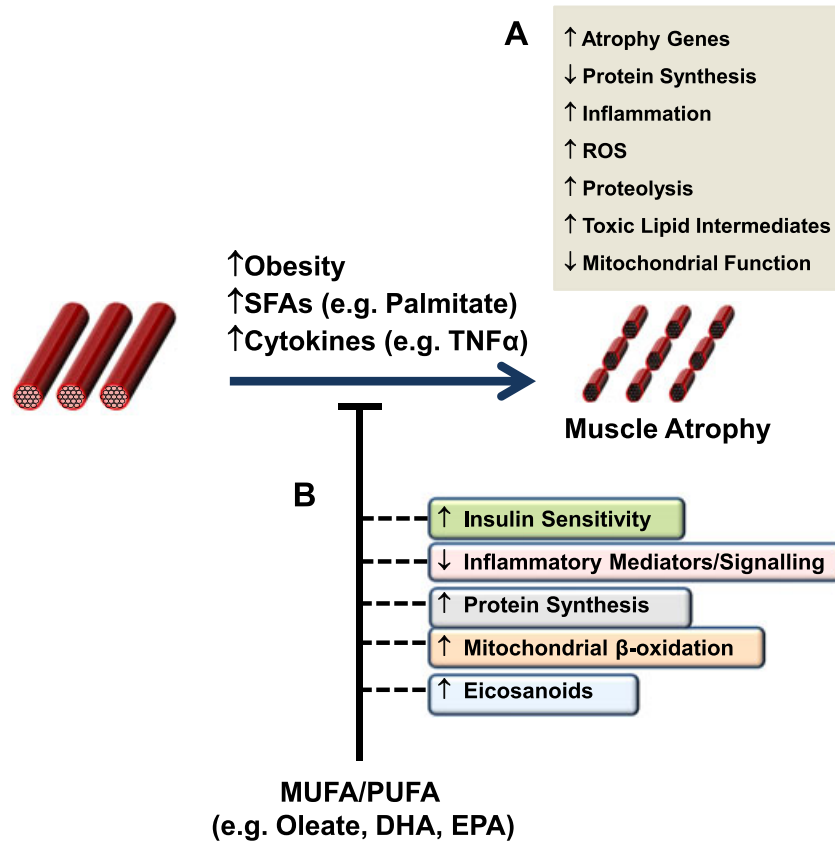 A
↑ Atrophy Genes
↓ Protein Synthesis
↑ Inflammation
↑ ROS
↑ Proteolysis
↑ Toxic Lipid Intermediates
↓ Mitochondrial Function
↑Obesity
↑SFAs (e.g. Palmitate)
↑Cytokines (e.g. TNFα)
Muscle Atrophy
B
↑ Insulin Sensitivity
↓ Inflammatory Mediators/Signalling
↑ Protein Synthesis
↑ Mitochondrial β-oxidation
↑ Eicosanoids
MUFA/PUFA
(e.g. Oleate, DHA, EPA)